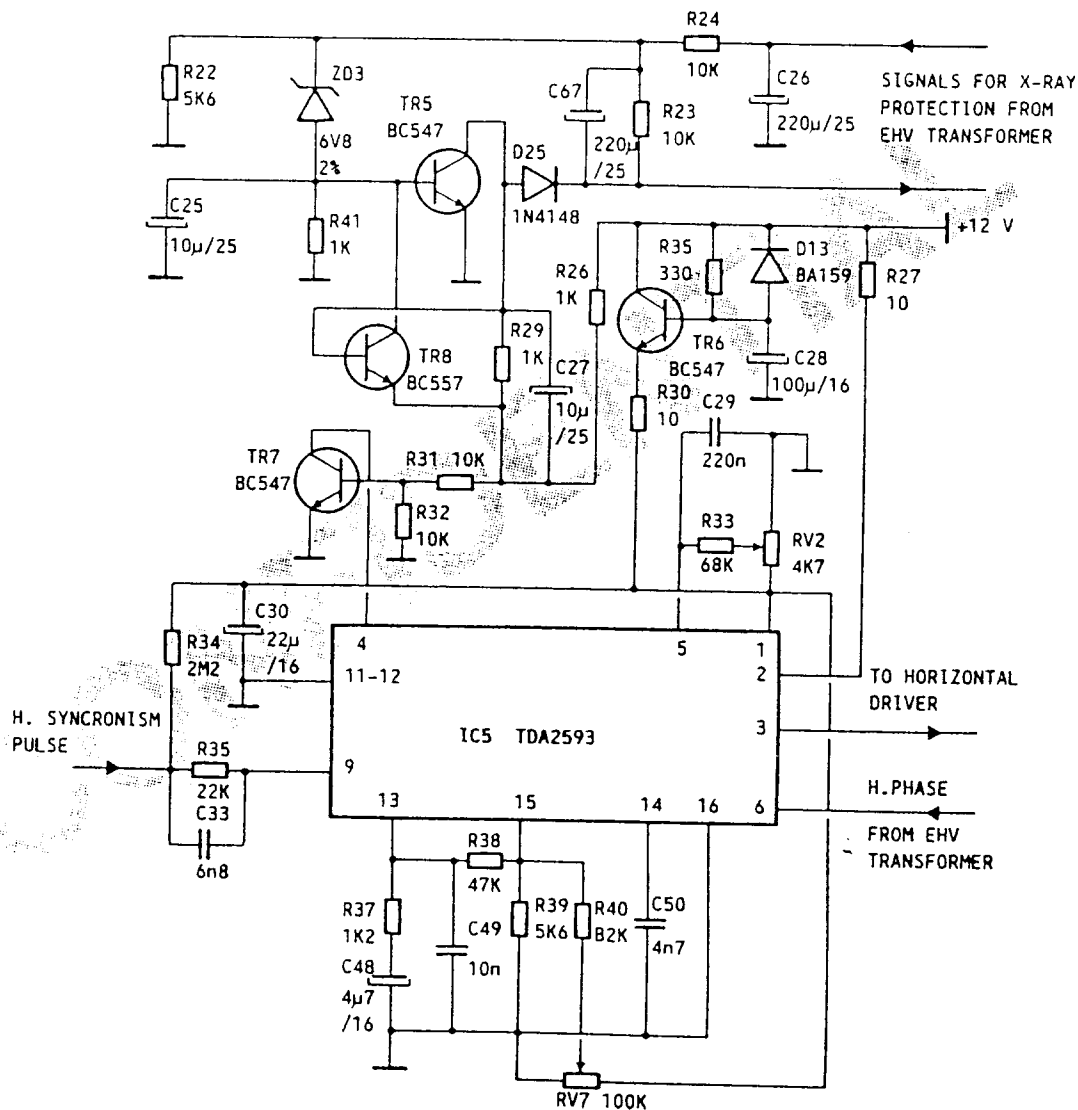 R24
10K
R22
5K6
ZD3
6V8
2%
TR5
BC547
C67
220µ
/25
R23
10K
C26
220µ/25
SIGNALS FOR X-RAY
PROTECTION FROM
EHV TRANSFORMER
C25
10µ/25
R41
1K
D25
1N4148
+12 V
R26
1K
R35
330
D13
BA159
R27
10
TR8
BC557
R29
1K
C27
10µ
/25
TR6
BC547
C28
100µ/16
R30
10
C29
220n
TR7
BC547
R31 10K
R32
10K
R33
68K
RV2
4K7
R34
2M2
C30
22µ
/16
4
5
1
11-12
2
TO HORIZONTAL
DRIVER
H. SYNCRONISM
PULSE
R35
22K
C33
6n8
9
IC5 TDA2593
3
13
15
14
16
6
H.PHASE
FROM EHV
TRANSFORMER
R38
47K
R37
1K2
C49
10n
R39
5K6
R40
B2K
C50
4n7
C48
4µ7
/16
RV7 100K